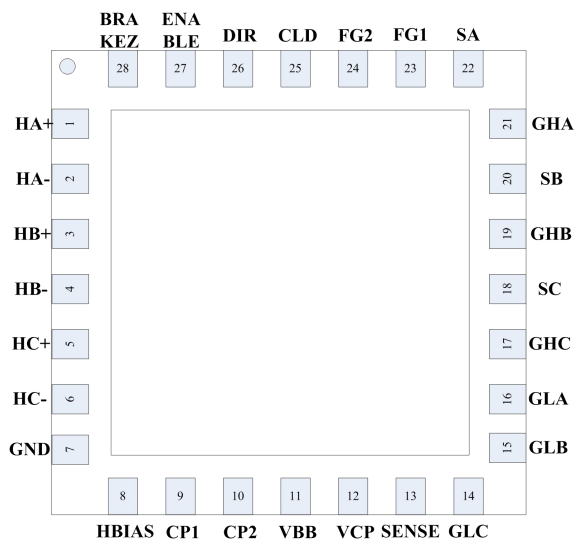 BRA ENA DIR CLD FG2 FG1 SA
KEZ BLE
28 27 26 25 24 23 22
HA+ 1 21 GHA
HA- 2 20 SB
HB+ 3 19 GHB
HB- 4 18 SC
HC+ 5 17 GHC
HC- 6 16 GLA
GND 7 15 GLB
8 9 10 11 12 13 14
HBIAS CP1 CP2 VBB VCP SENSE GLC